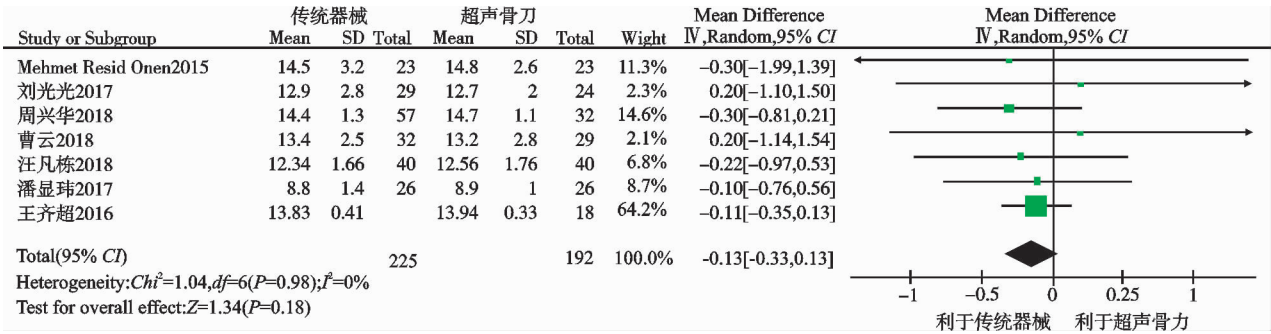 传统器械 超声骨刀 Mean Difference Mean Difference
Study or Subgroup Mean SD Total Mean SD Total Wight IV,Random,95% CI IV,Random,95% CI
Mehmet Resid Onen2015 14.5 3.2 23 14.8 2.6 23 11.3% -0.30[-1.99,1.39]
刘光光2017 12.9 2.8 29 12.7 2 24 2.3% 0.20[-1.10,1.50]
周兴华2018 14.4 1.3 57 14.7 1.1 32 14.6% -0.30[-0.81,0.21]
曹云2018 13.4 2.5 32 13.2 2.8 29 2.1% 0.20[-1.14,1.54]
汪凡栋2018 12.34 1.66 40 12.56 1.76 40 6.8% -0.22[-0.97,0.53]
潘显玮2017 8.8 1.4 26 8.9 1 26 8.7% -0.10[-0.76,0.56]
王齐超2016 13.83 0.41 13.94 0.33 18 64.2% -0.11[-0.35,0.13]
Total(95% CI) 225 192 100.0% -0.13[-0.33,0.13]
Heterogeneity:Chi²=1.04,df=6(P=0.98);I²=0%
Test for overall effect:Z=1.34(P=0.18)
-1 -0.5 0 0.25 1
利于传统器械 利于超声骨力